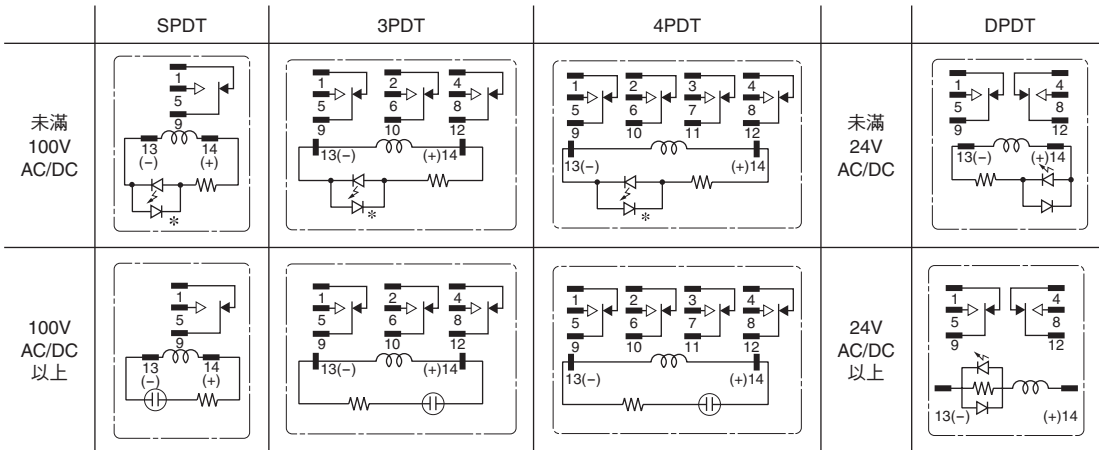 SPDT 3PDT 4PDT DPDT
未滿
100V
AC/DC
1
5
9
13 14
(−) (+)
*
1 2 4
5 6 8
9 10 12
13(−) (+)14
*
1 2 3 4
5 6 7 8
9 10 11 12
13(−) (+)14
*
未滿
24V
AC/DC
1 4
5 8
9 12
13(−) (+)14
100V
AC/DC
以上
1
5
9
13 14
(−) (+)
1 2 4
5 6 8
9 10 12
13(−) (+)14
1 2 3 4
5 6 7 8
9 10 11 12
13(−) (+)14
24V
AC/DC
以上
1 4
5 8
9 12
13(−) (+)14